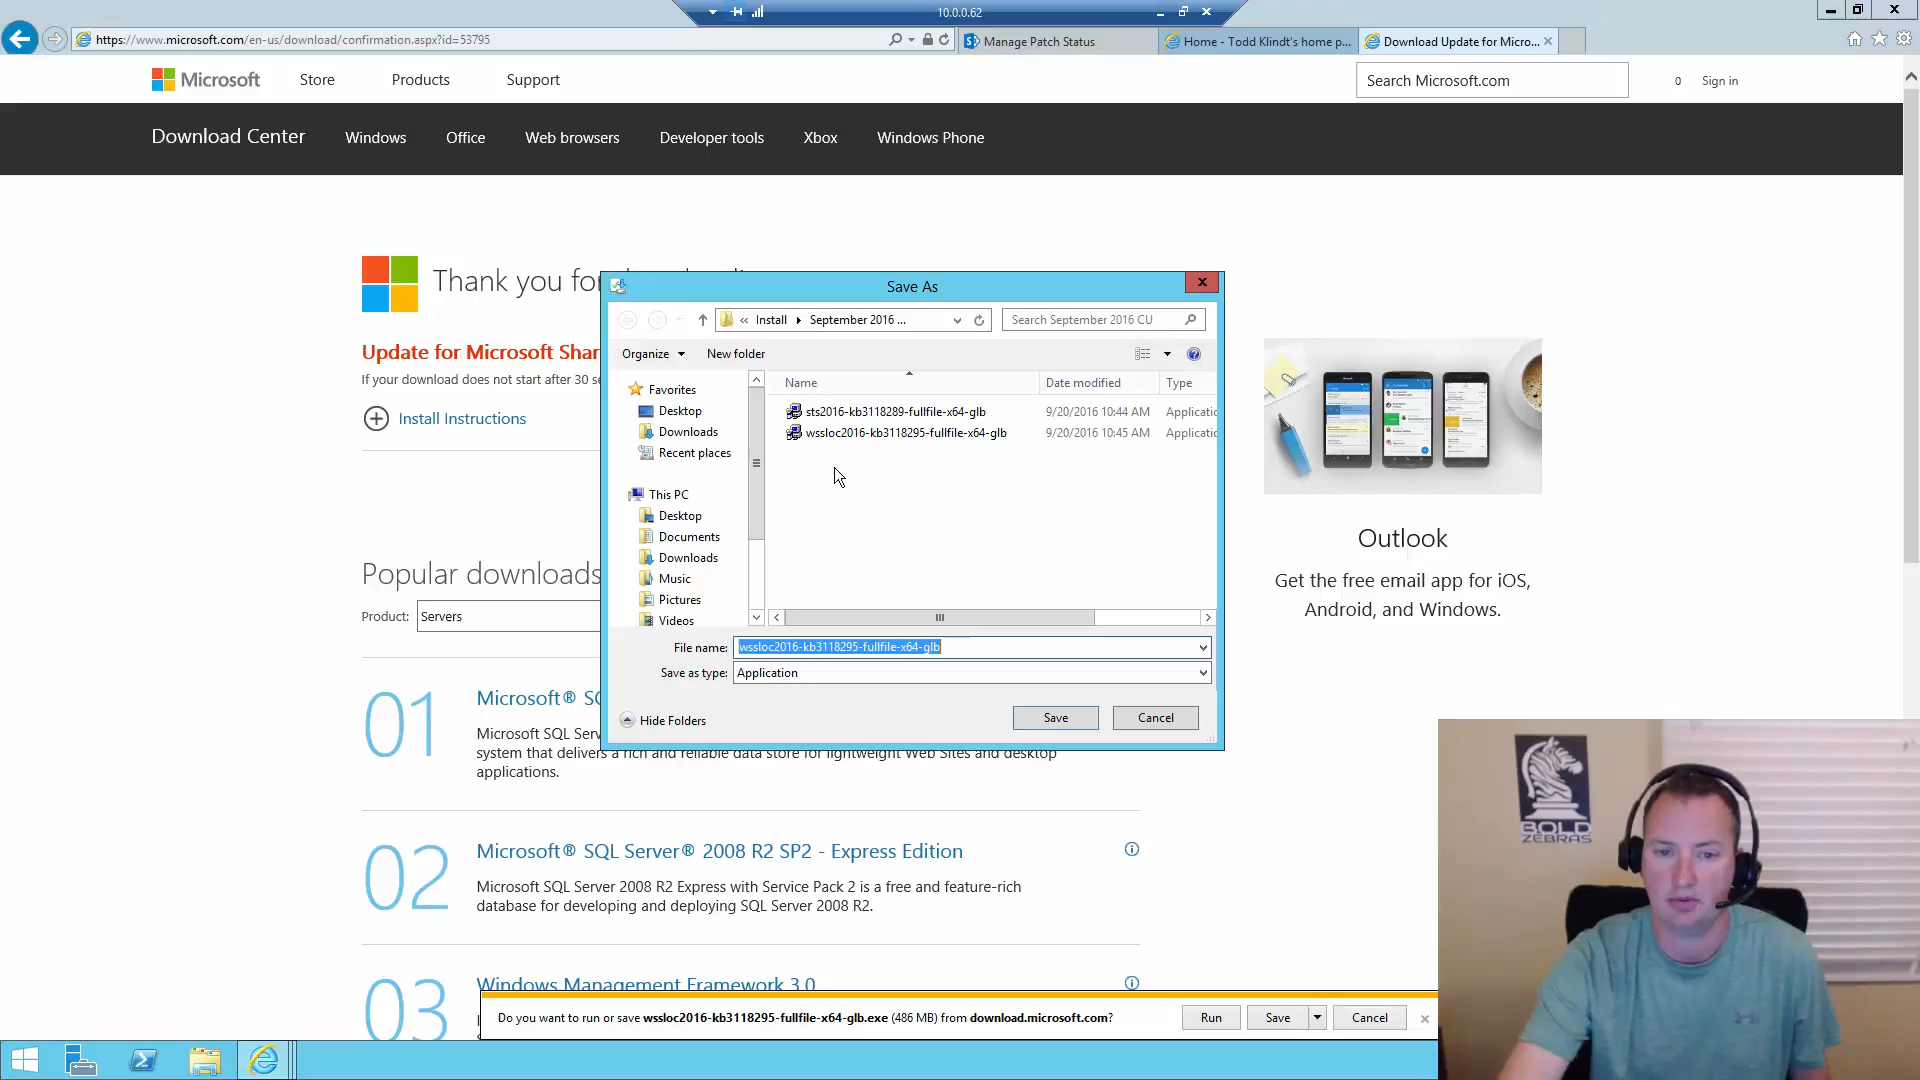 10.0.0.62
https://www.microsoft.com/en-us/download/confirmation.aspx?id=53795
Manage Patch Status
Home - Todd Klindt's home p...
Download Update for Micro...
Microsoft
Store
Products
Support
Search Microsoft.com
0
Sign in
Download Center
Windows
Office
Web browsers
Developer tools
Xbox
Windows Phone
Thank you fo
Update for Microsoft Shar
If your download does not start after 30 s
Install Instructions
Popular downloads
Product:
Servers
01
Microsoft® SQ
Microsoft SQL Serv
system that delivers a rich and reliable data store for lightweight Web Sites and desktop
applications.
02
Microsoft® SQL Server® 2008 R2 SP2 - Express Edition
Microsoft SQL Server 2008 R2 Express with Service Pack 2 is a free and feature-rich
database for developing and deploying SQL Server 2008 R2.
03
Windows Management Framework 3.0
Outlook
Get the free email app for iOS,
Android, and Windows.
Save As
Install
September 2016 ...
Search September 2016 CU
Organize
New folder
Favorites
Desktop
Downloads
Recent places
This PC
Desktop
Documents
Downloads
Music
Pictures
Videos
Name
Date modified
Type
sts2016-kb3118289-fullfile-x64-glb
9/20/2016 10:44 AM
Applicatic
wssloc2016-kb3118295-fullfile-x64-glb
9/20/2016 10:45 AM
Applicatic
File name:
wssloc2016-kb3118295-fullfile-x64-glb
Save as type:
Application
Hide Folders
Save
Cancel
Do you want to run or save wssloc2016-kb3118295-fullfile-x64-glb.exe (486 MB) from download.microsoft.com?
Run
Save
Cancel
BOLD
ZEBRAS